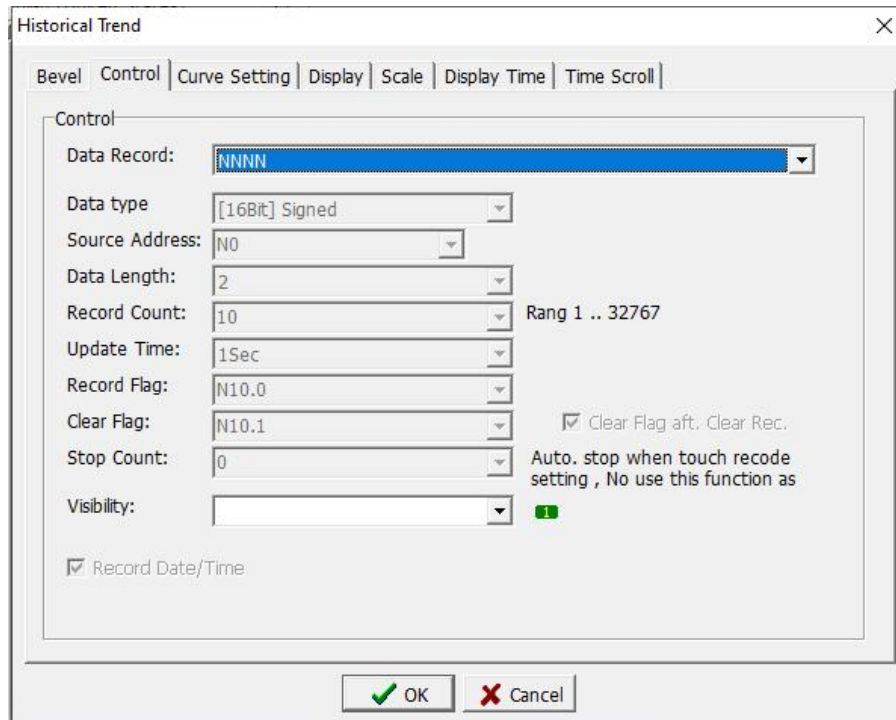 Historical Trend
Bevel Control Curve Setting Display Scale Display Time Time Scroll
Control
Data Record: NNNN
Data type [16Bit] Signed
Source Address: N0
Data Length: 2
Record Count: 10 Rang 1 .. 32767
Update Time: 1Sec
Record Flag: N10.0
Clear Flag: N10.1 Clear Flag aft. Clear Rec.
Stop Count: 0 Auto. stop when touch recode
setting , No use this function as
Visibility: 1
Record Date/Time
OK Cancel